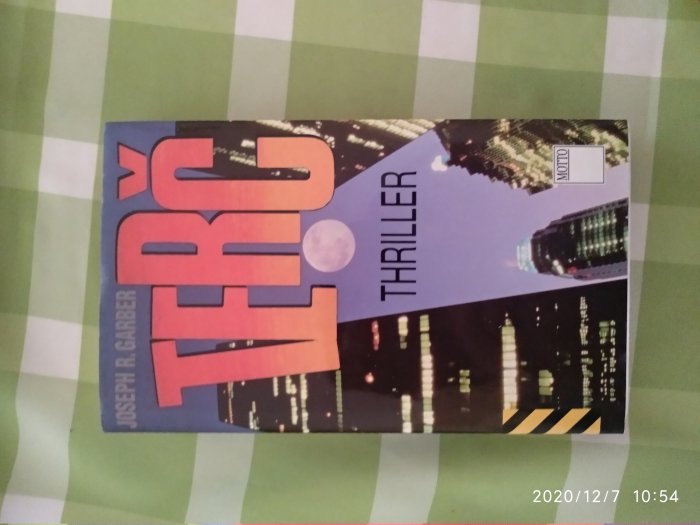 JOSEPH R. GARBER
TERČ
THRILLER
MOTTO
2020/12/7 10:54